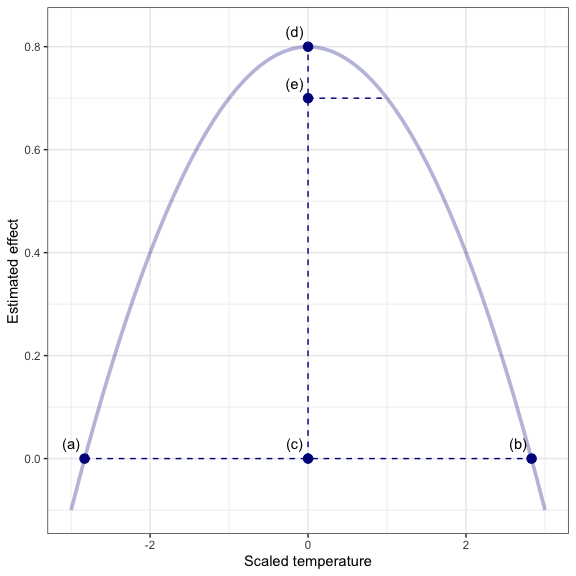 (d)
0.8
(e)
0.6
0.4
0.2
(a)
(c)
(b)
0.0
-2
0
2
Scaled temperature
Estimated effect